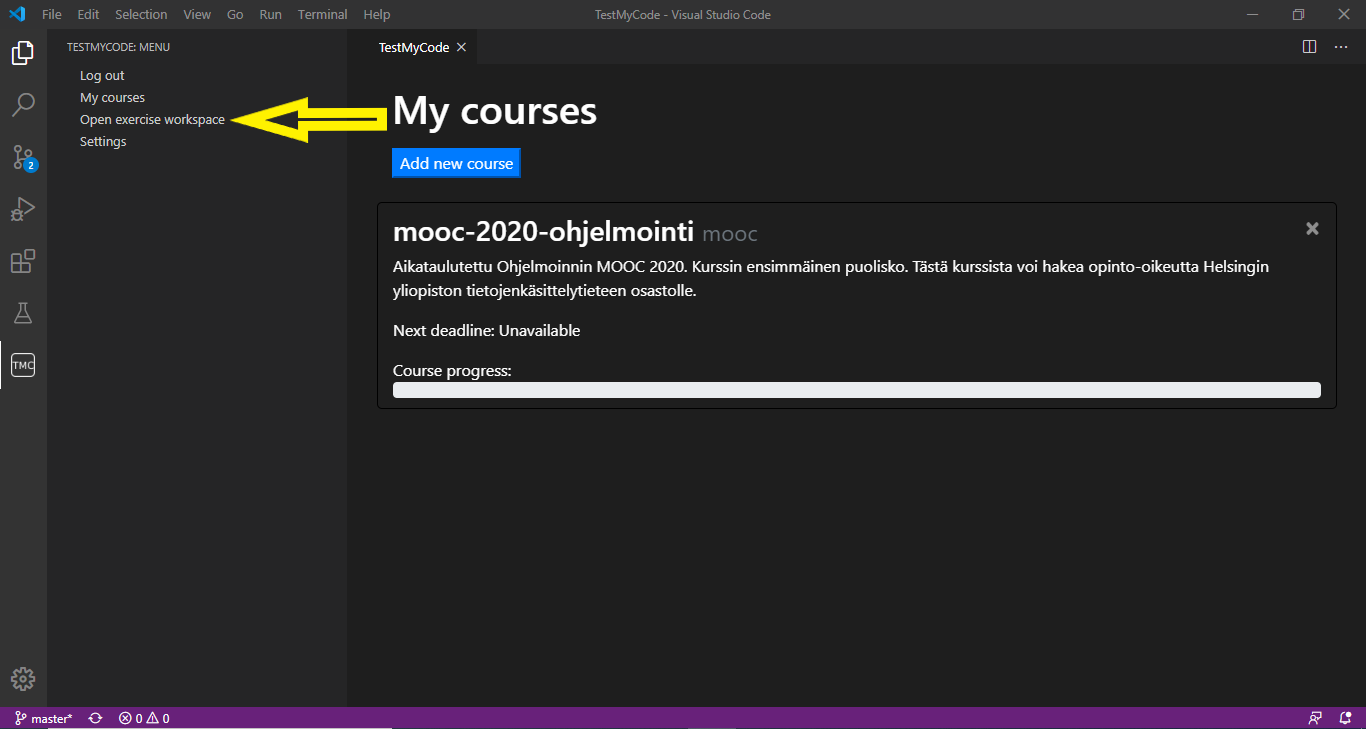 File Edit Selection View Go Run Terminal Help
TestMyCode - Visual Studio Code
TESTMYCODE: MENU
Log out
My courses
Open exercise workspace
Settings
2
TMC
TestMyCode
My courses
Add new course
mooc-2020-ohjelmointi mooc
Aikataulutettu Ohjelmoinnin MOOC 2020. Kurssin ensimmäinen puolisko. Tästä kurssista voi hakea opinto-oikeutta Helsingin
yliopiston tietojenkäsittelytieteen osastolle.
Next deadline: Unavailable
Course progress:
master* 0 0